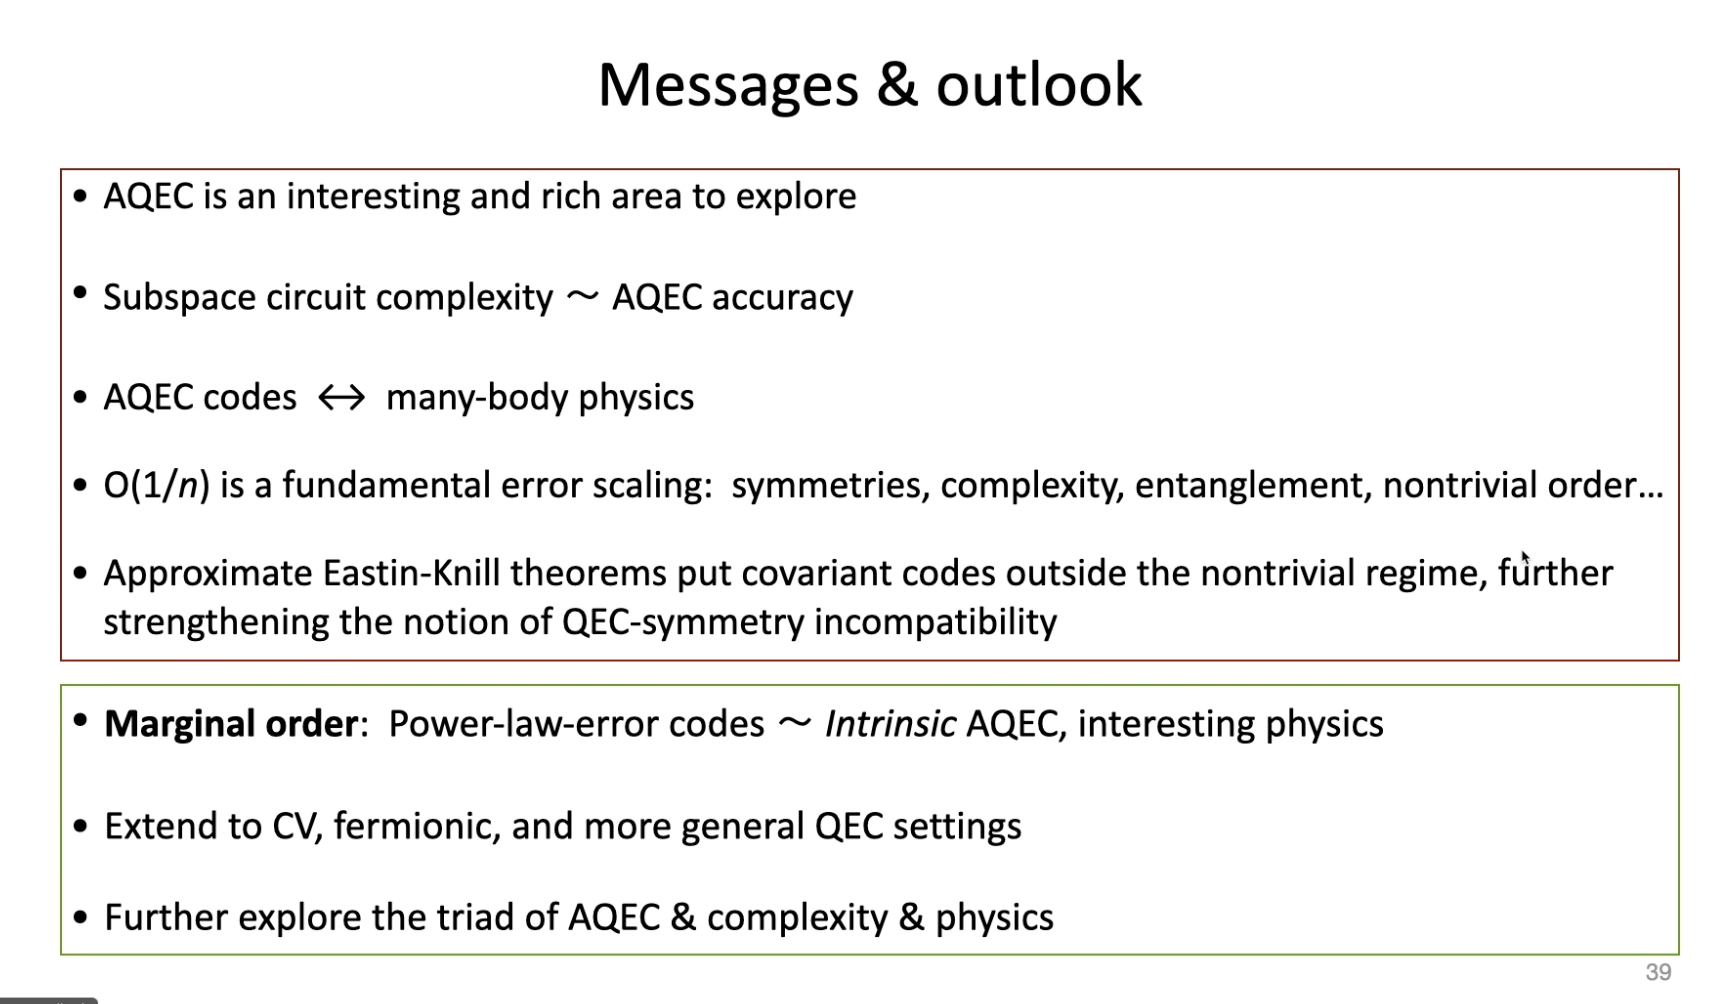 Messages & outlook
• AQEC is an interesting and rich area to explore
• Subspace circuit complexity ～ AQEC accuracy
• AQEC codes ↔ many-body physics
• O(1/n) is a fundamental error scaling: symmetries, complexity, entanglement, nontrivial order...
• Approximate Eastin-Knill theorems put covariant codes outside the nontrivial regime, further
strengthening the notion of QEC-symmetry incompatibility
• Marginal order: Power-law-error codes ～ Intrinsic AQEC, interesting physics
• Extend to CV, fermionic, and more general QEC settings
• Further explore the triad of AQEC & complexity & physics
39